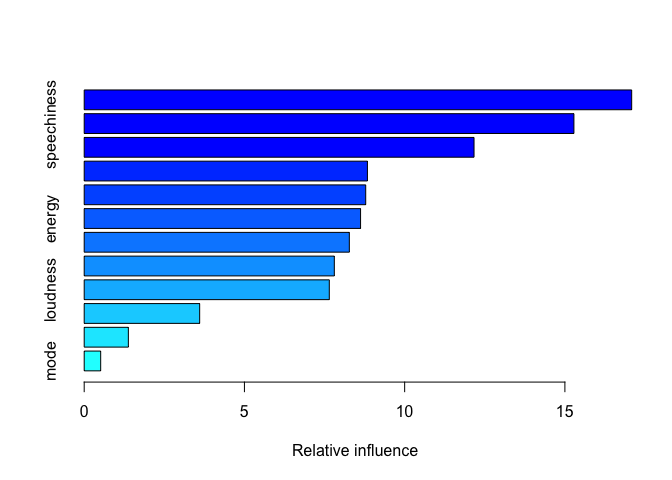 speechiness
energy
loudness
mode
0 5 10 15
Relative influence